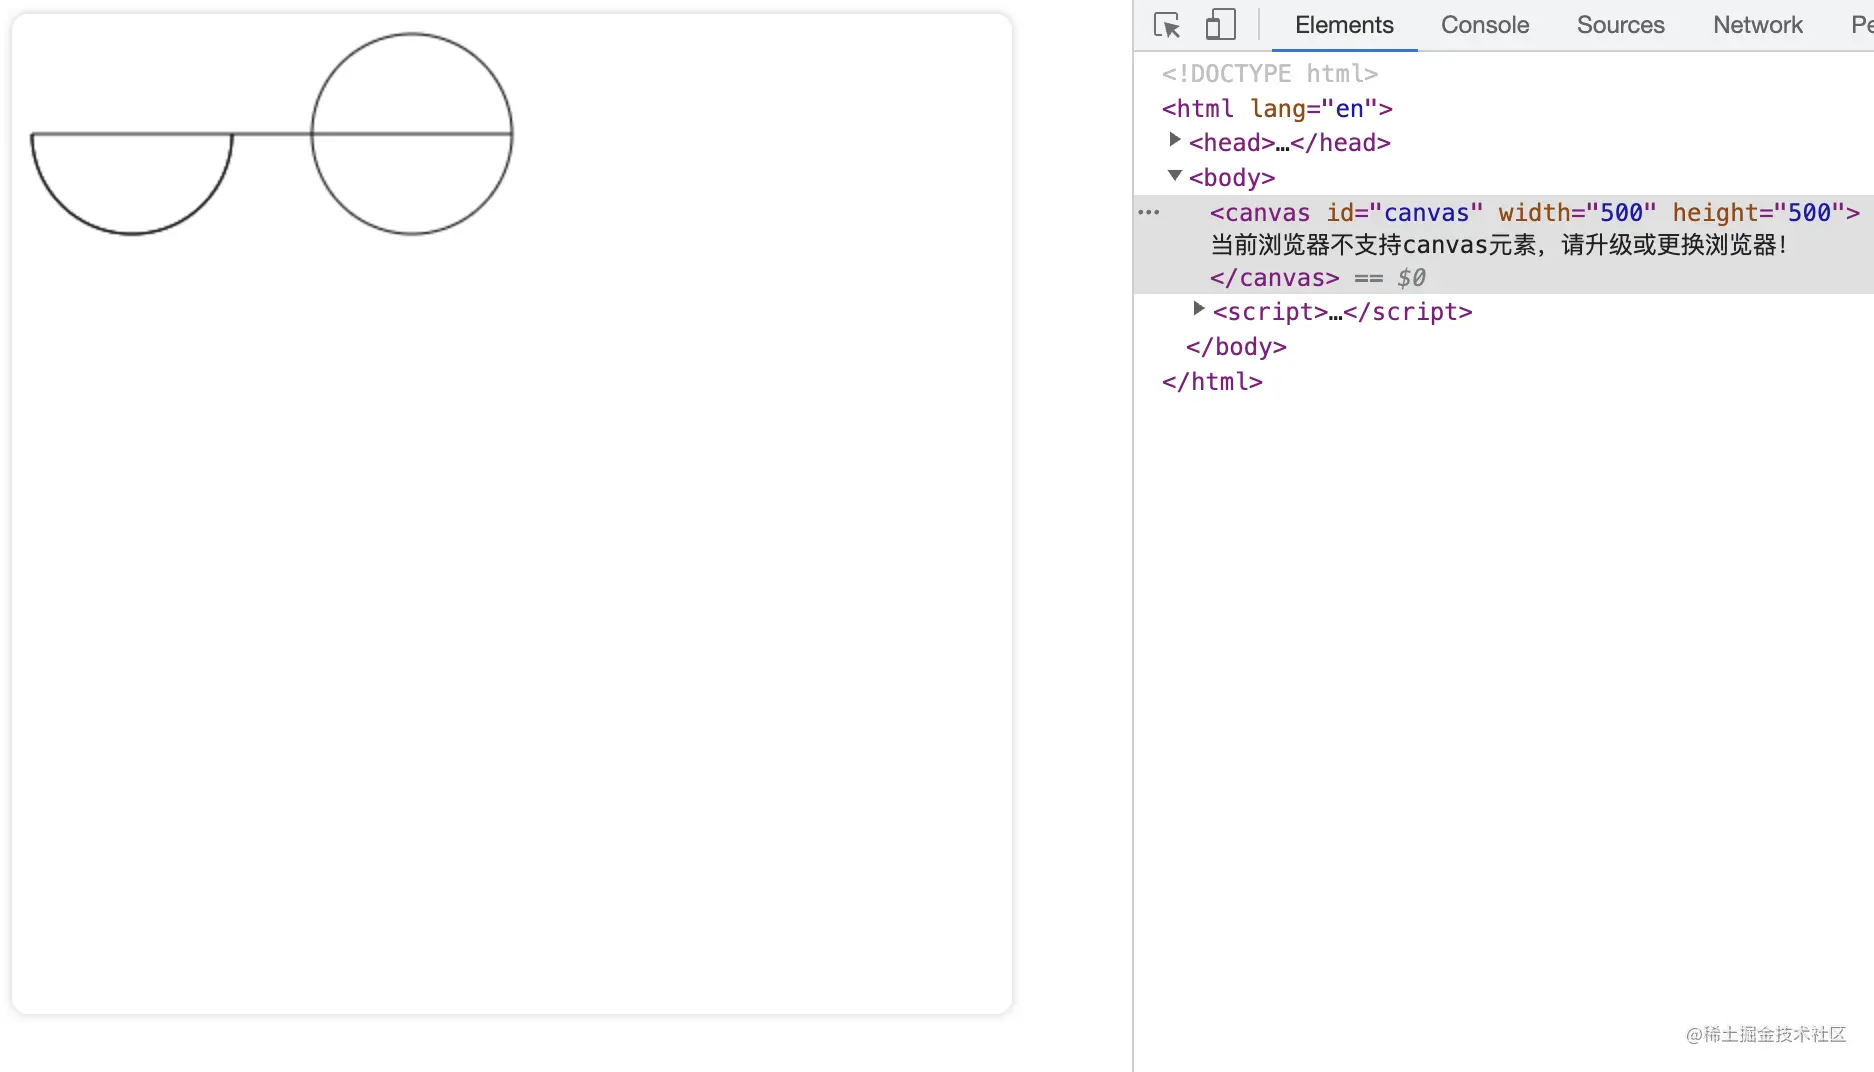 Elements Console Sources Network Pe
<!DOCTYPE html>
<html lang="en">
<head>…</head>
<body>
<canvas id="canvas" width="500" height="500">
当前浏览器不支持canvas元素，请升级或更换浏览器！
</canvas> == $0
<script>…</script>
</body>
</html>
@稀土掘金技术社区